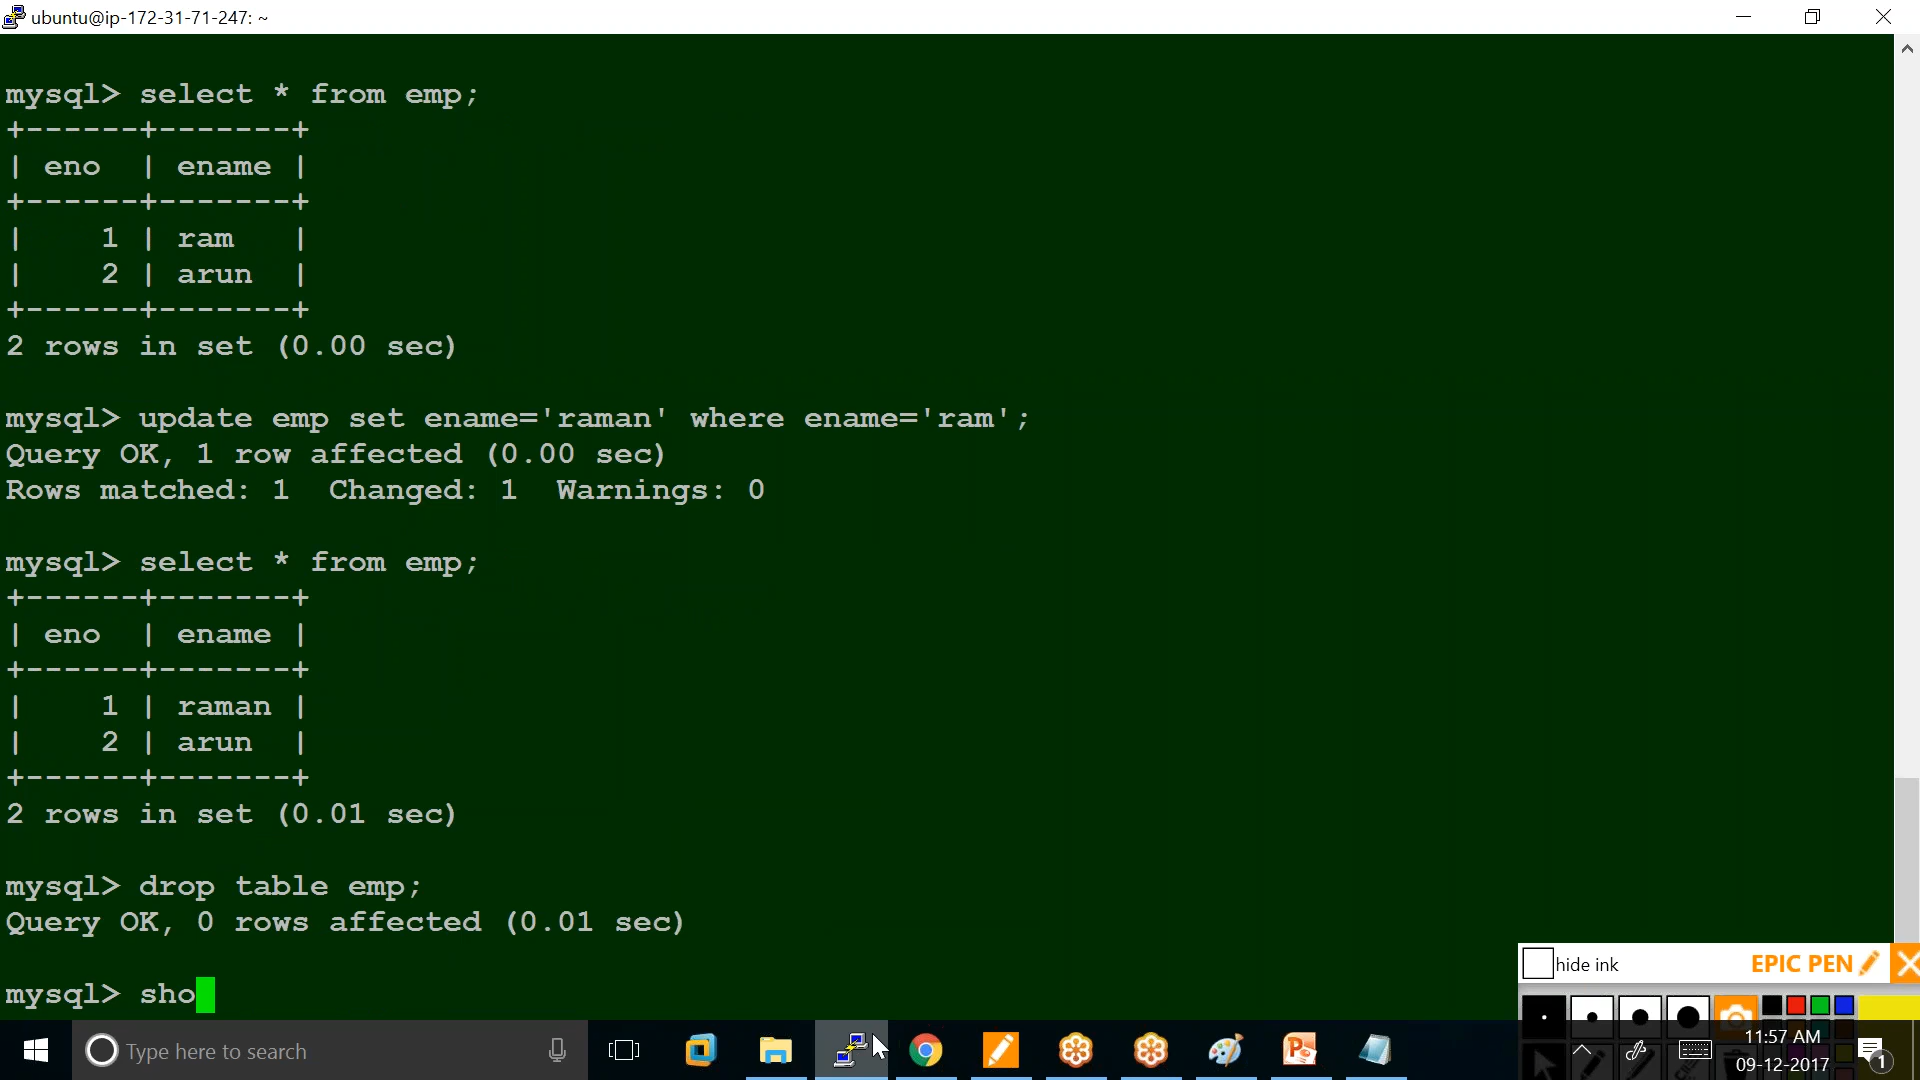 ubuntu@ip-172-31-71-247: ~
mysql> select * from emp;
+------+-------+
| eno  | ename |
+------+-------+
|    1 | ram   |
|    2 | arun  |
+------+-------+
2 rows in set (0.00 sec)
mysql> update emp set ename='raman' where ename='ram';
Query OK, 1 row affected (0.00 sec)
Rows matched: 1  Changed: 1  Warnings: 0
mysql> select * from emp;
+------+-------+
| eno  | ename |
+------+-------+
|    1 | raman |
|    2 | arun  |
+------+-------+
2 rows in set (0.01 sec)
mysql> drop table emp;
Query OK, 0 rows affected (0.01 sec)
mysql> sho
hide ink EPIC PEN
Type here to search
11:57 AM
09-12-2017
1